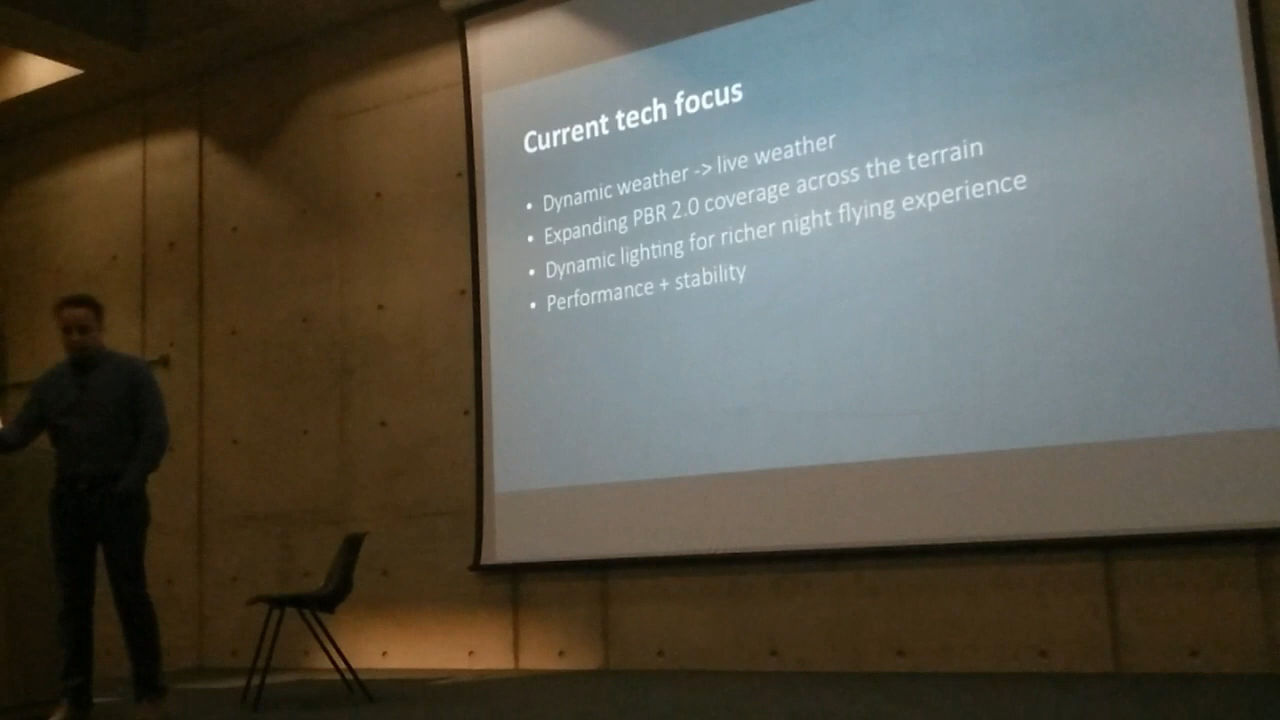 Current tech focus
• Dynamic weather -> live weather
• Expanding PBR 2.0 coverage across the terrain
• Dynamic lighting for richer night flying experience
• Performance + stability